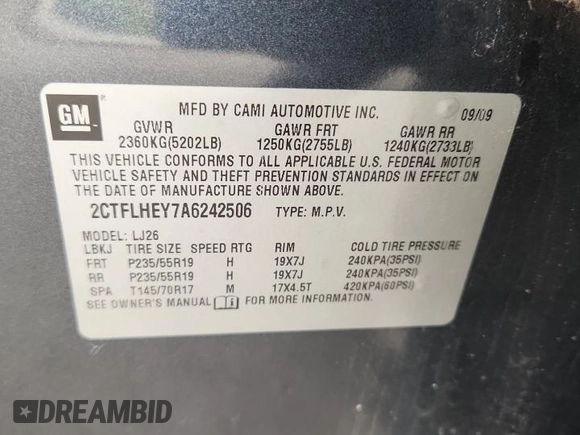 GM
MFD BY CAMI AUTOMOTIVE INC. 09/09
GVWR GAWR FRT GAWR RR
2360KG(5202LB) 1250KG(2755LB) 1240KG(2733LB)
THIS VEHICLE CONFORMS TO ALL APPLICABLE U.S. FEDERAL MOTOR
VEHICLE SAFETY AND THEFT PREVENTION STANDARDS IN EFFECT
ON THE DATE OF MANUFACTURE SHOWN ABOVE.
2CTFLHEY7A6242506 TYPE: M.P.V.
MODEL: LJ26
LBKJ TIRE SIZE SPEED RTG RIM COLD TIRE PRESSURE
FRT P235/55R19 H 19X7J 240KPA(35PSI)
RR P235/55R19 H 19X7J 240KPA(35PSI)
SPA T145/70R17 M 17X4.5T 420KPA(60PSI)
SEE OWNER'S MANUAL FOR MORE INFORMATION.
DREAMBID